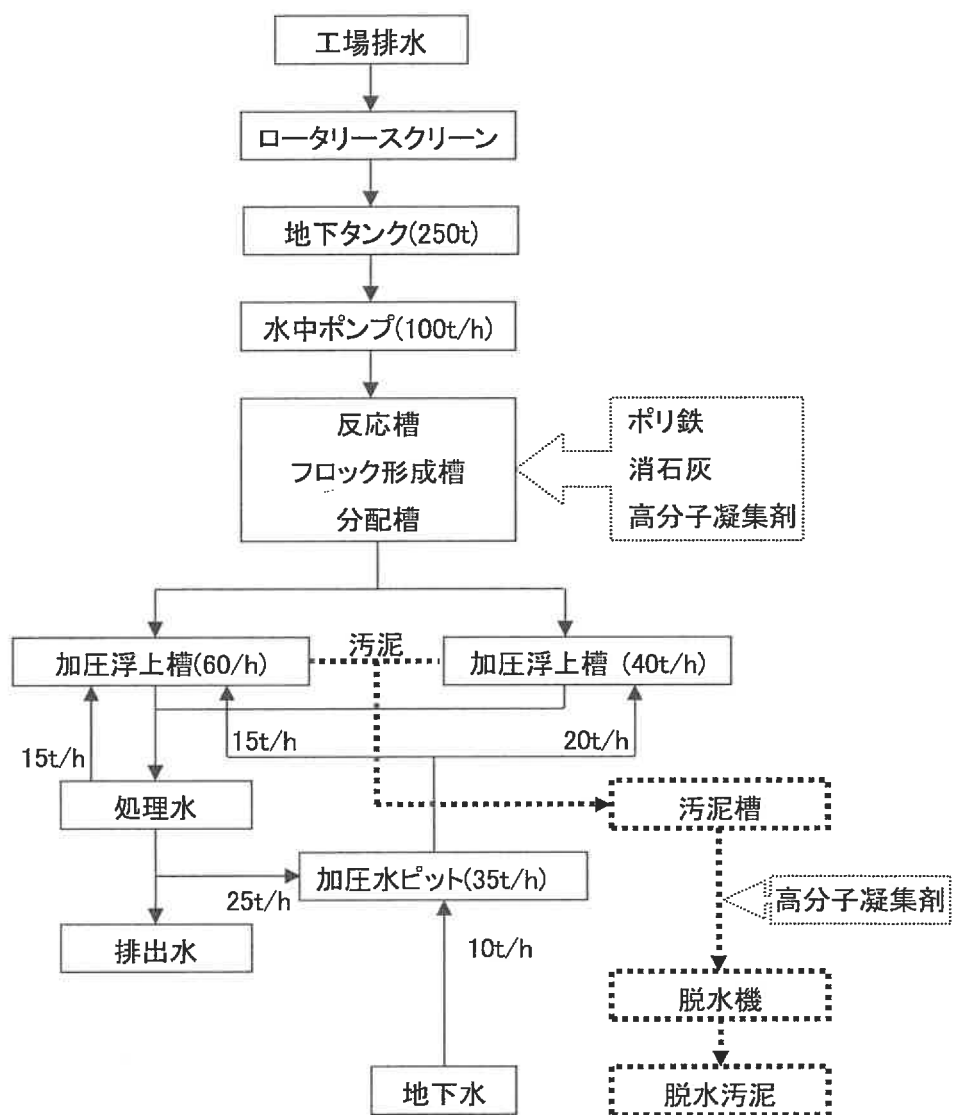 工場排水
ロータリースクリーン
地下タンク(250t)
水中ポンプ(100t/h)
反応槽
フロック形成槽
分配槽
ポリ鉄
消石灰
高分子凝集剤
加圧浮上槽(60/h)
汚泥
加圧浮上槽 (40t/h)
15t/h
15t/h
20t/h
処理水
汚泥槽
加圧水ピット(35t/h)
25t/h
高分子凝集剤
排出水
10t/h
脱水機
地下水
脱水汚泥